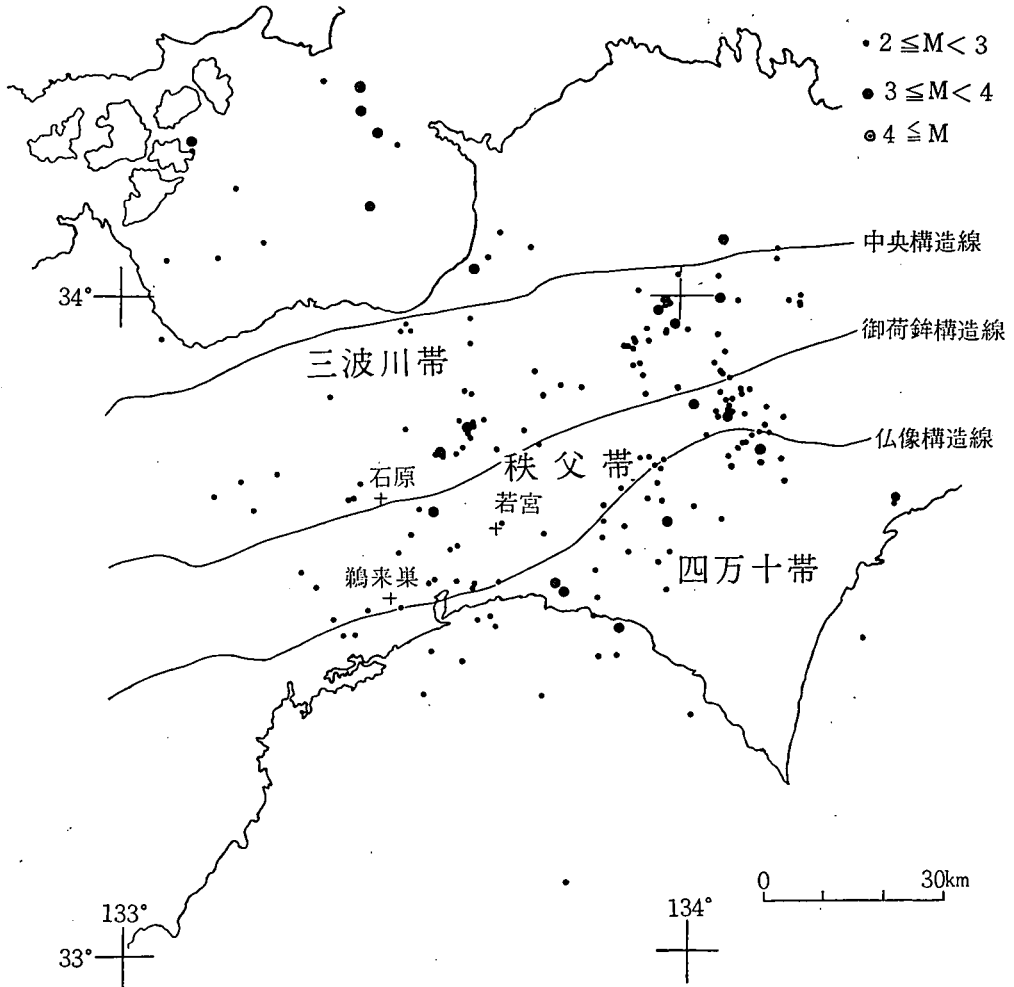 2≦M<3
3≦M<4
4≦M
中央構造線
34°
御荷鉾構造線
三波川帯
仏像構造線
秩父帯
石原
若宮
四万十帯
鵜来巣
0 30km
133°
134°
33°